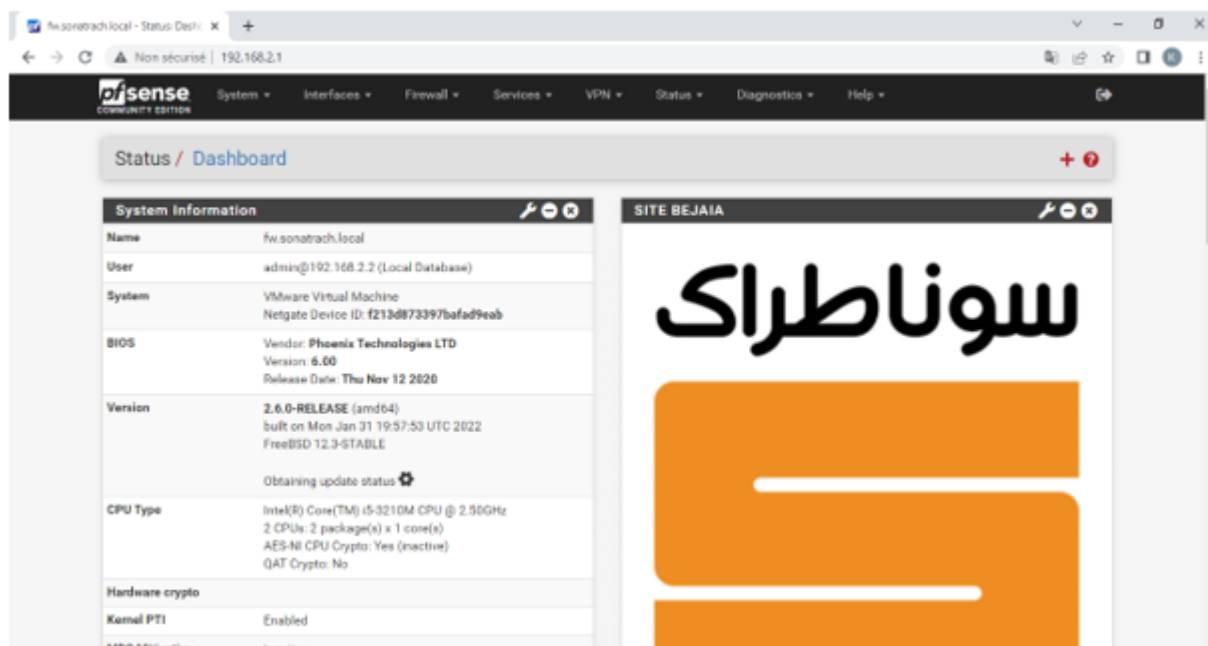 fw.sonatrach.local - Status: Dashb
Non sécurisé | 192.168.2.1
K
pfsense COMMUNITY EDITION
System Interfaces Firewall Services VPN Status Diagnostics Help
Status / Dashboard
System Information
Name fw.sonatrach.local
User admin@192.168.2.2 (Local Database)
System VMware Virtual Machine
Netgate Device ID: f213d873397bafad9eab
BIOS Vendor: Phoenix Technologies LTD
Version: 6.00
Release Date: Thu Nov 12 2020
Version 2.6.0-RELEASE (amd64)
built on Mon Jan 31 19:57:53 UTC 2022
FreeBSD 12.3-STABLE
Obtaining update status
CPU Type Intel(R) Core(TM) i5-3210M CPU @ 2.50GHz
2 CPUs: 2 package(s) x 1 core(s)
AES-NI CPU Crypto: Yes (inactive)
QAT Crypto: No
Hardware crypto
Kernel PTI Enabled
SITE BEJAIA
سوناطراك